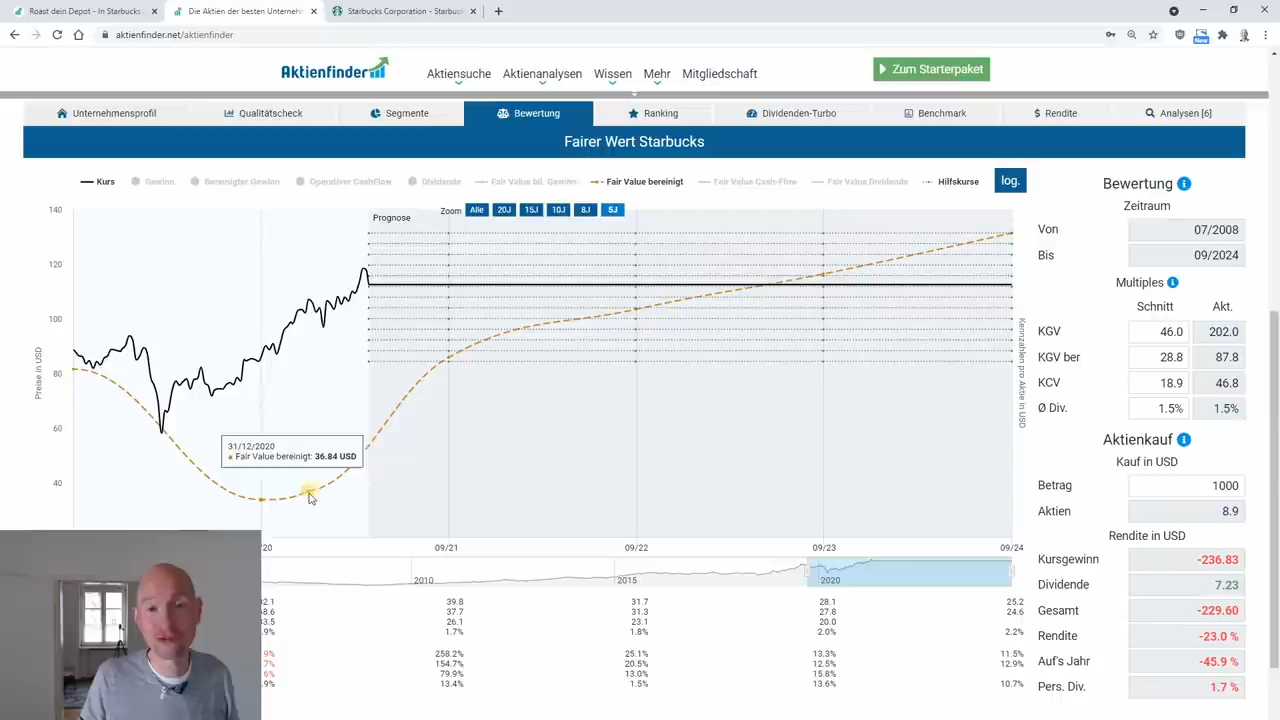 Roast dein Depot - In Starbucks
Die Aktien der besten Unterneh
Starbucks Corporation - Starbuck
aktienfinder.net/aktienfinder
Aktienfinder
Aktiensuche
Aktienanalysen
Wissen
Mehr
Mitgliedschaft
Zum Starterpaket
Unternehmensprofil
Qualitätscheck
Segmente
Bewertung
Ranking
Dividenden-Turbo
Benchmark
Rendite
Analysen [6]
Fairer Wert Starbucks
Kurs
Gewinn
Bereinigter Gewinn
Operativer CashFlow
Dividende
Fair Value bil. Gewinn
Fair Value bereinigt
Fair Value Cash-Flow
Fair Value Dividende
Hilfskurse
log.
Zoom Alle 20J 15J 10J 8J 5J
Prognose
140
120
100
80
60
40
Preise in USD
Kennzahlen pro Aktie in USD
31/12/2020
Fair Value bereinigt: 36.84 USD
/20
09/21
09/22
09/23
09/24
2010
2015
2020
02.1 39.8 31.7 28.1 25.2
37.7 31.3 27.8 24.6
26.1 23.1 20.0
1.7% 1.8% 2.0% 2.2%
258.2% 25.1% 13.3% 11.5%
154.7% 20.5% 12.5% 12.9%
79.9% 13.0% 15.8%
13.4% 1.5% 13.6% 10.7%
Bewertung
Zeitraum
Von 07/2008
Bis 09/2024
Multiples
Schnitt Akt.
KGV 46.0 202.0
KGV ber 28.8 87.8
KCV 18.9 46.8
Ø Div. 1.5% 1.5%
Aktienkauf
Kauf in USD
Betrag 1000
Aktien 8.9
Rendite in USD
Kursgewinn -236.83
Dividende 7.23
Gesamt -229.60
Rendite -23.0 %
Auf's Jahr -45.9 %
Pers. Div. 1.7 %